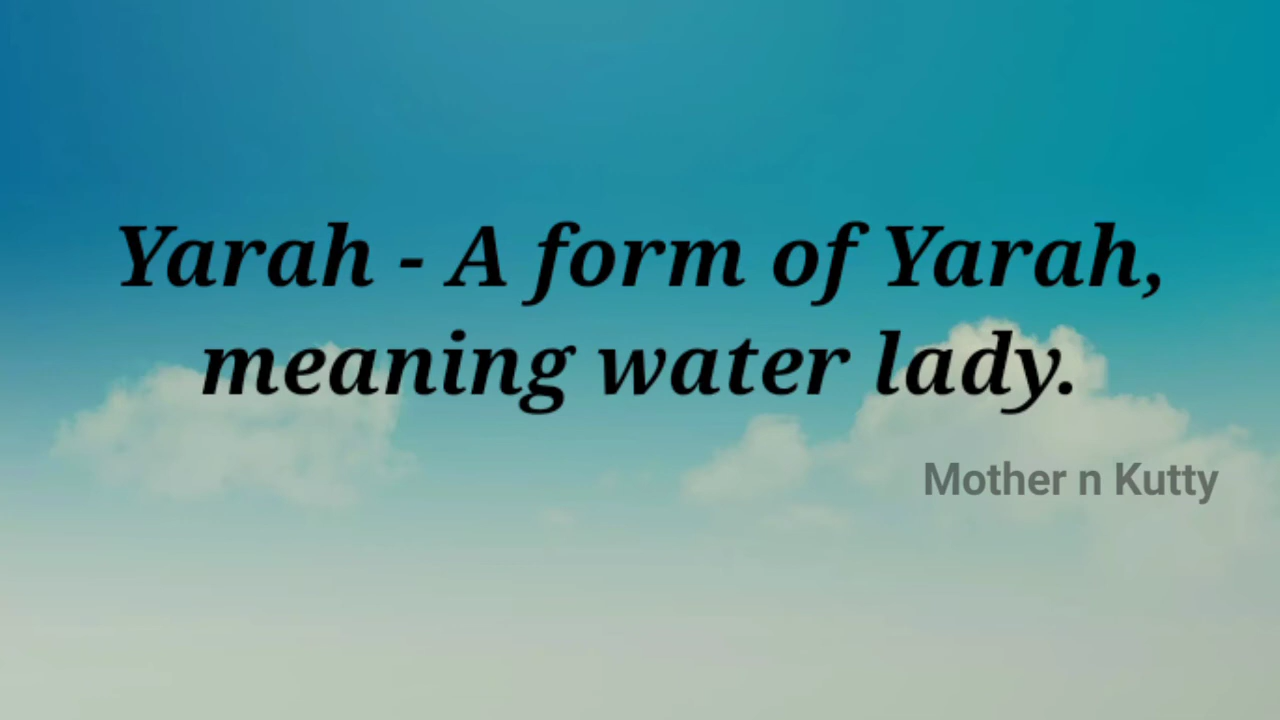 Yarah - A form of Yarah,
meaning water lady.
Mother n Kutty